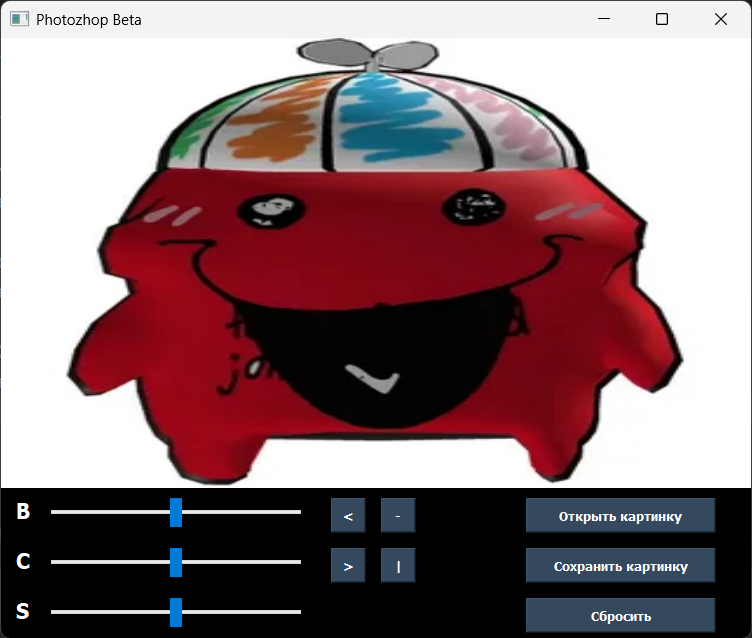 Photozhop Beta
B
<
-
Открыть картинку
C
>
|
Сохранить картинку
S
Сбросить